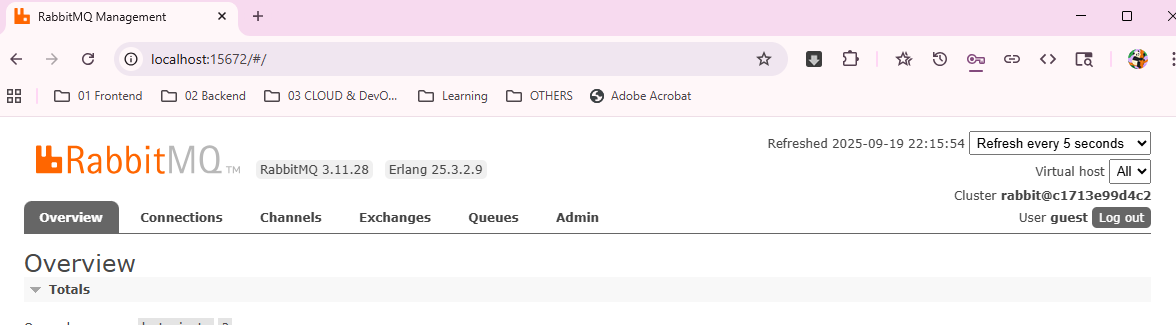 RabbitMQ Management
localhost:15672/#/
01 Frontend 02 Backend 03 CLOUD & DevO... Learning OTHERS Adobe Acrobat
Refreshed 2025-09-19 22:15:54 Refresh every 5 seconds
RabbitMQ TM RabbitMQ 3.11.28 Erlang 25.3.2.9
Virtual host All
Cluster rabbit@c1713e99d4c2
User guest Log out
Overview Connections Channels Exchanges Queues Admin
Overview
Totals